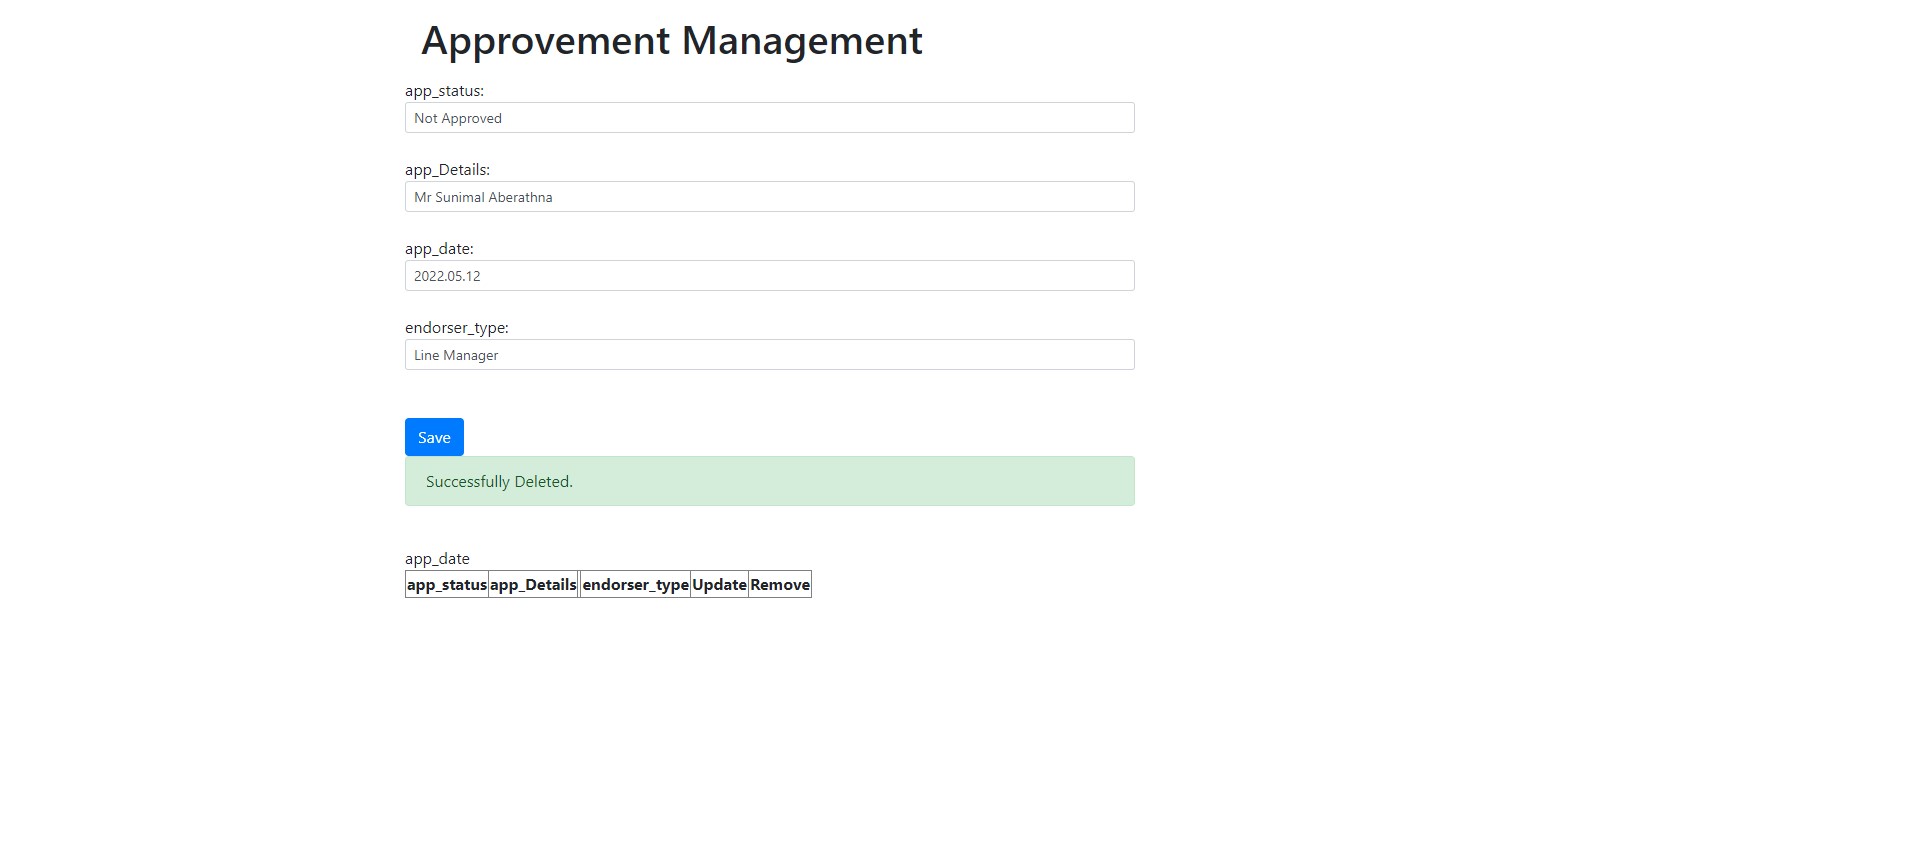 Approvement Management
app_status:
Not Approved
app_Details:
Mr Sunimal Aberathna
app_date:
2022.05.12
endorser_type:
Line Manager
Save
Successfully Deleted.
app_date
app_status app_Details endorser_type Update Remove